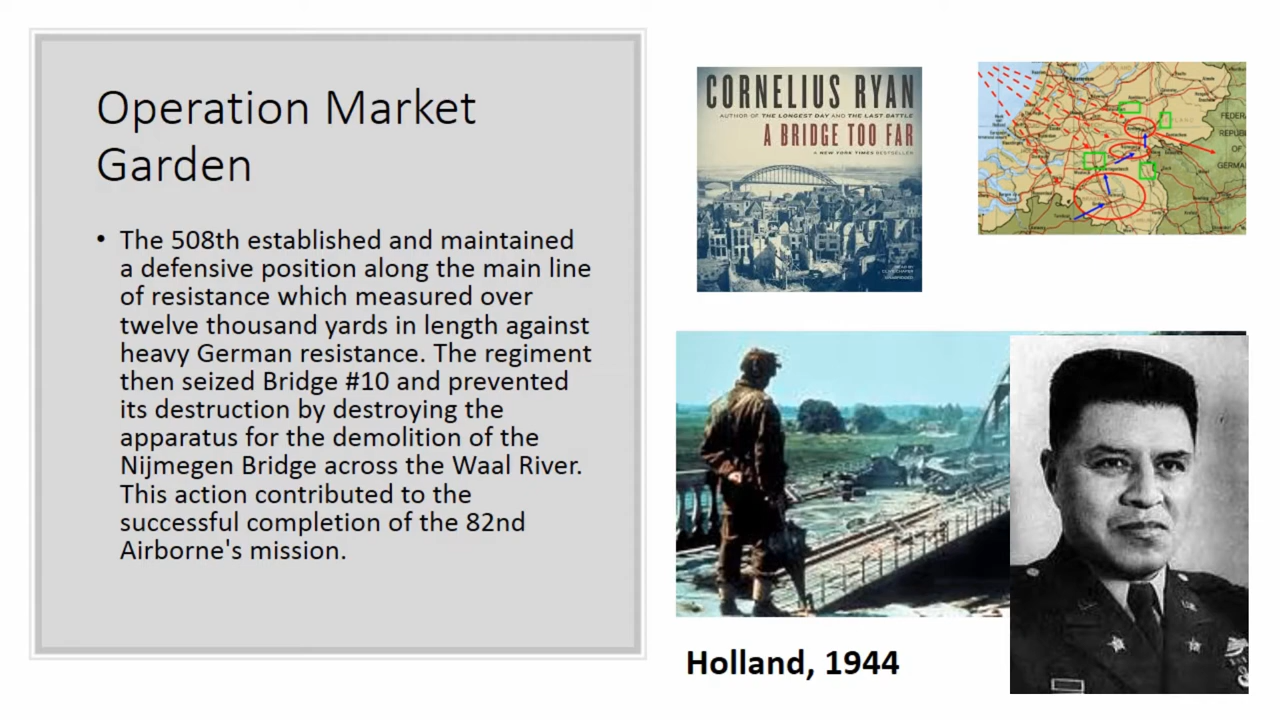 Operation Market
Garden
• The 508th established and maintained
a defensive position along the main line
of resistance which measured over
twelve thousand yards in length against
heavy German resistance. The regiment
then seized Bridge #10 and prevented
its destruction by destroying the
apparatus for the demolition of the
Nijmegen Bridge across the Waal River.
This action contributed to the
successful completion of the 82nd
Airborne's mission.
CORNELIUS RYAN
AUTHOR OF THE LONGEST DAY AND THE LAST BATTLE
A BRIDGE TOO FAR
A NEW YORK TIMES BESTSELLER
REPUBL
OF
GERMAN
Holland, 1944